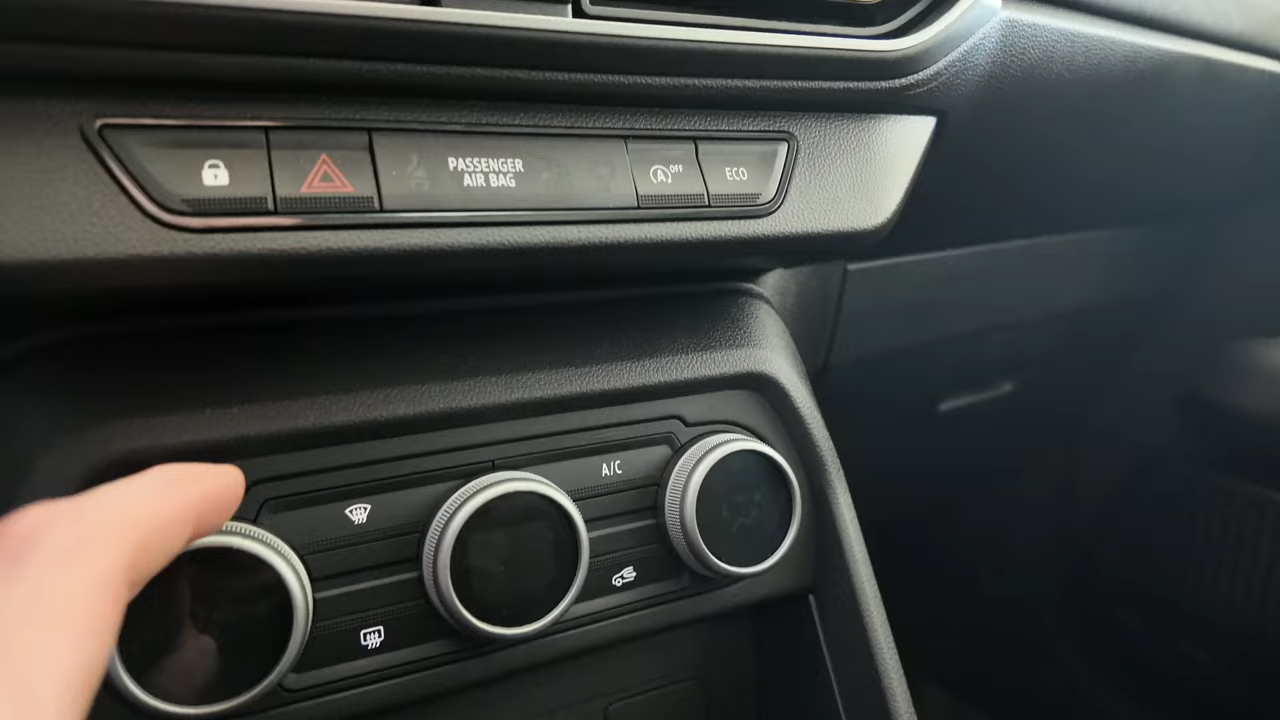 PASSENGER
AIR BAG
A OFF
ECO
A/C